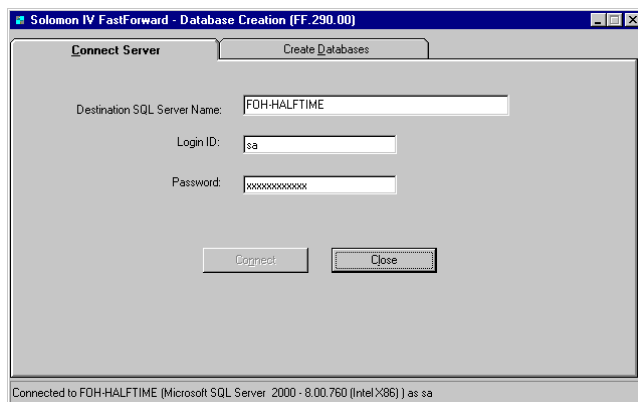 Solomon IV FastForward - Database Creation (FF.290.00)
Connect Server
Create Databases
Destination SQL Server Name:
FOH-HALFTIME
Login ID:
sa
Password:
xxxxxxxxxxxx
Connect
Close
Connected to FOH-HALFTIME (Microsoft SQL Server 2000 - 8.00.760 (Intel X86) ) as sa